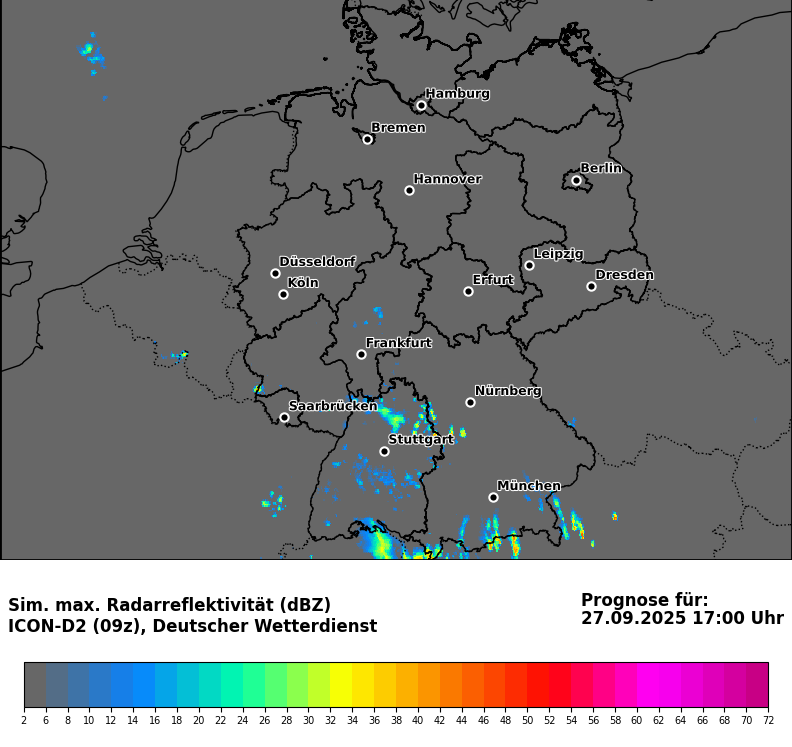 Hamburg
Bremen
Berlin
Hannover
Leipzig
Düsseldorf
Dresden
Köln
Erfurt
Frankfurt
Nürnberg
Saarbrücken
Stuttgart
München
Sim. max. Radarreflektivität (dBZ)
ICON-D2 (09z), Deutscher Wetterdienst
Prognose für:
27.09.2025 17:00 Uhr
2 6 8 10 12 14 16 18 20 22 24 26 28 30 32 34 36 38 40 42 44 46 48 50 52 54 56 58 60 62 64 66 68 70 72